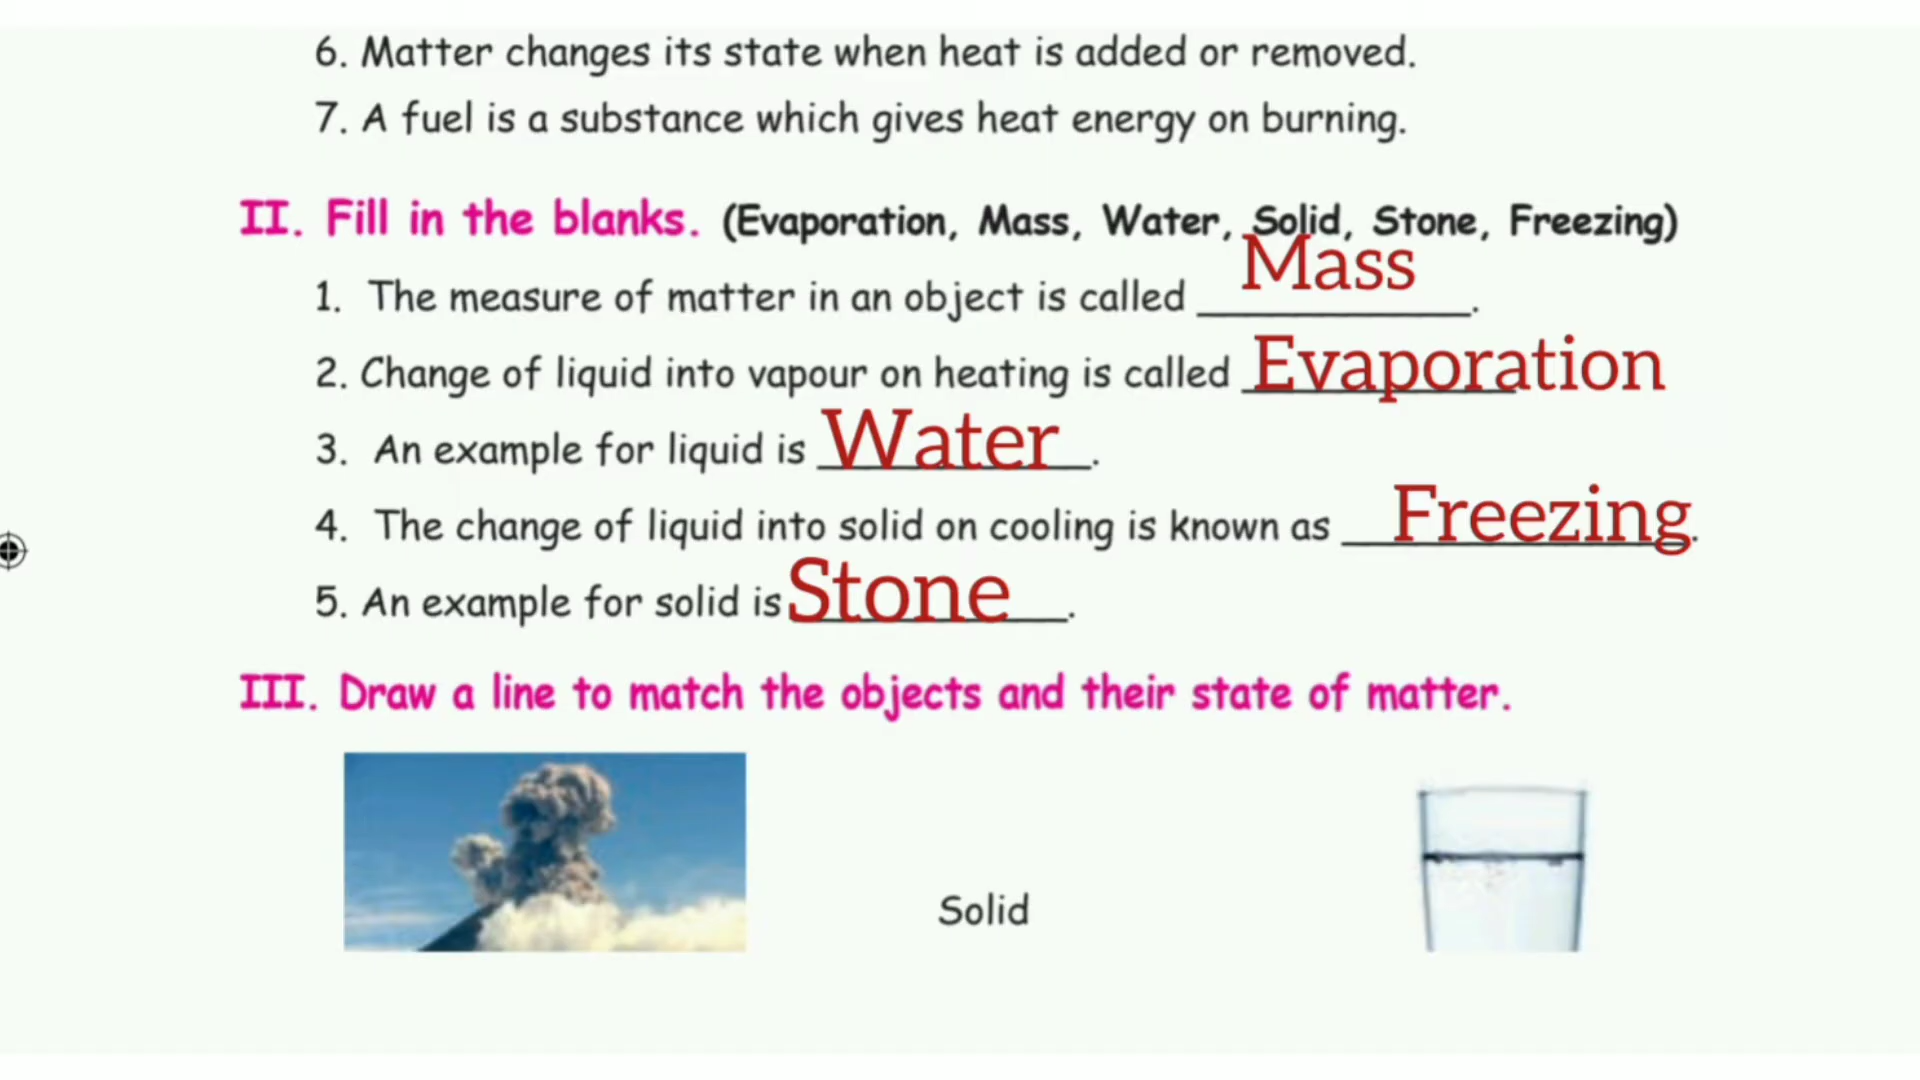 6. Matter changes its state when heat is added or removed.
7. A fuel is a substance which gives heat energy on burning.
II. Fill in the blanks. (Evaporation, Mass, Water, Solid, Stone, Freezing)
1. The measure of matter in an object is called Mass.
2. Change of liquid into vapour on heating is called Evaporation
3. An example for liquid is Water.
4. The change of liquid into solid on cooling is known as Freezing.
5. An example for solid is Stone.
III. Draw a line to match the objects and their state of matter.
Solid